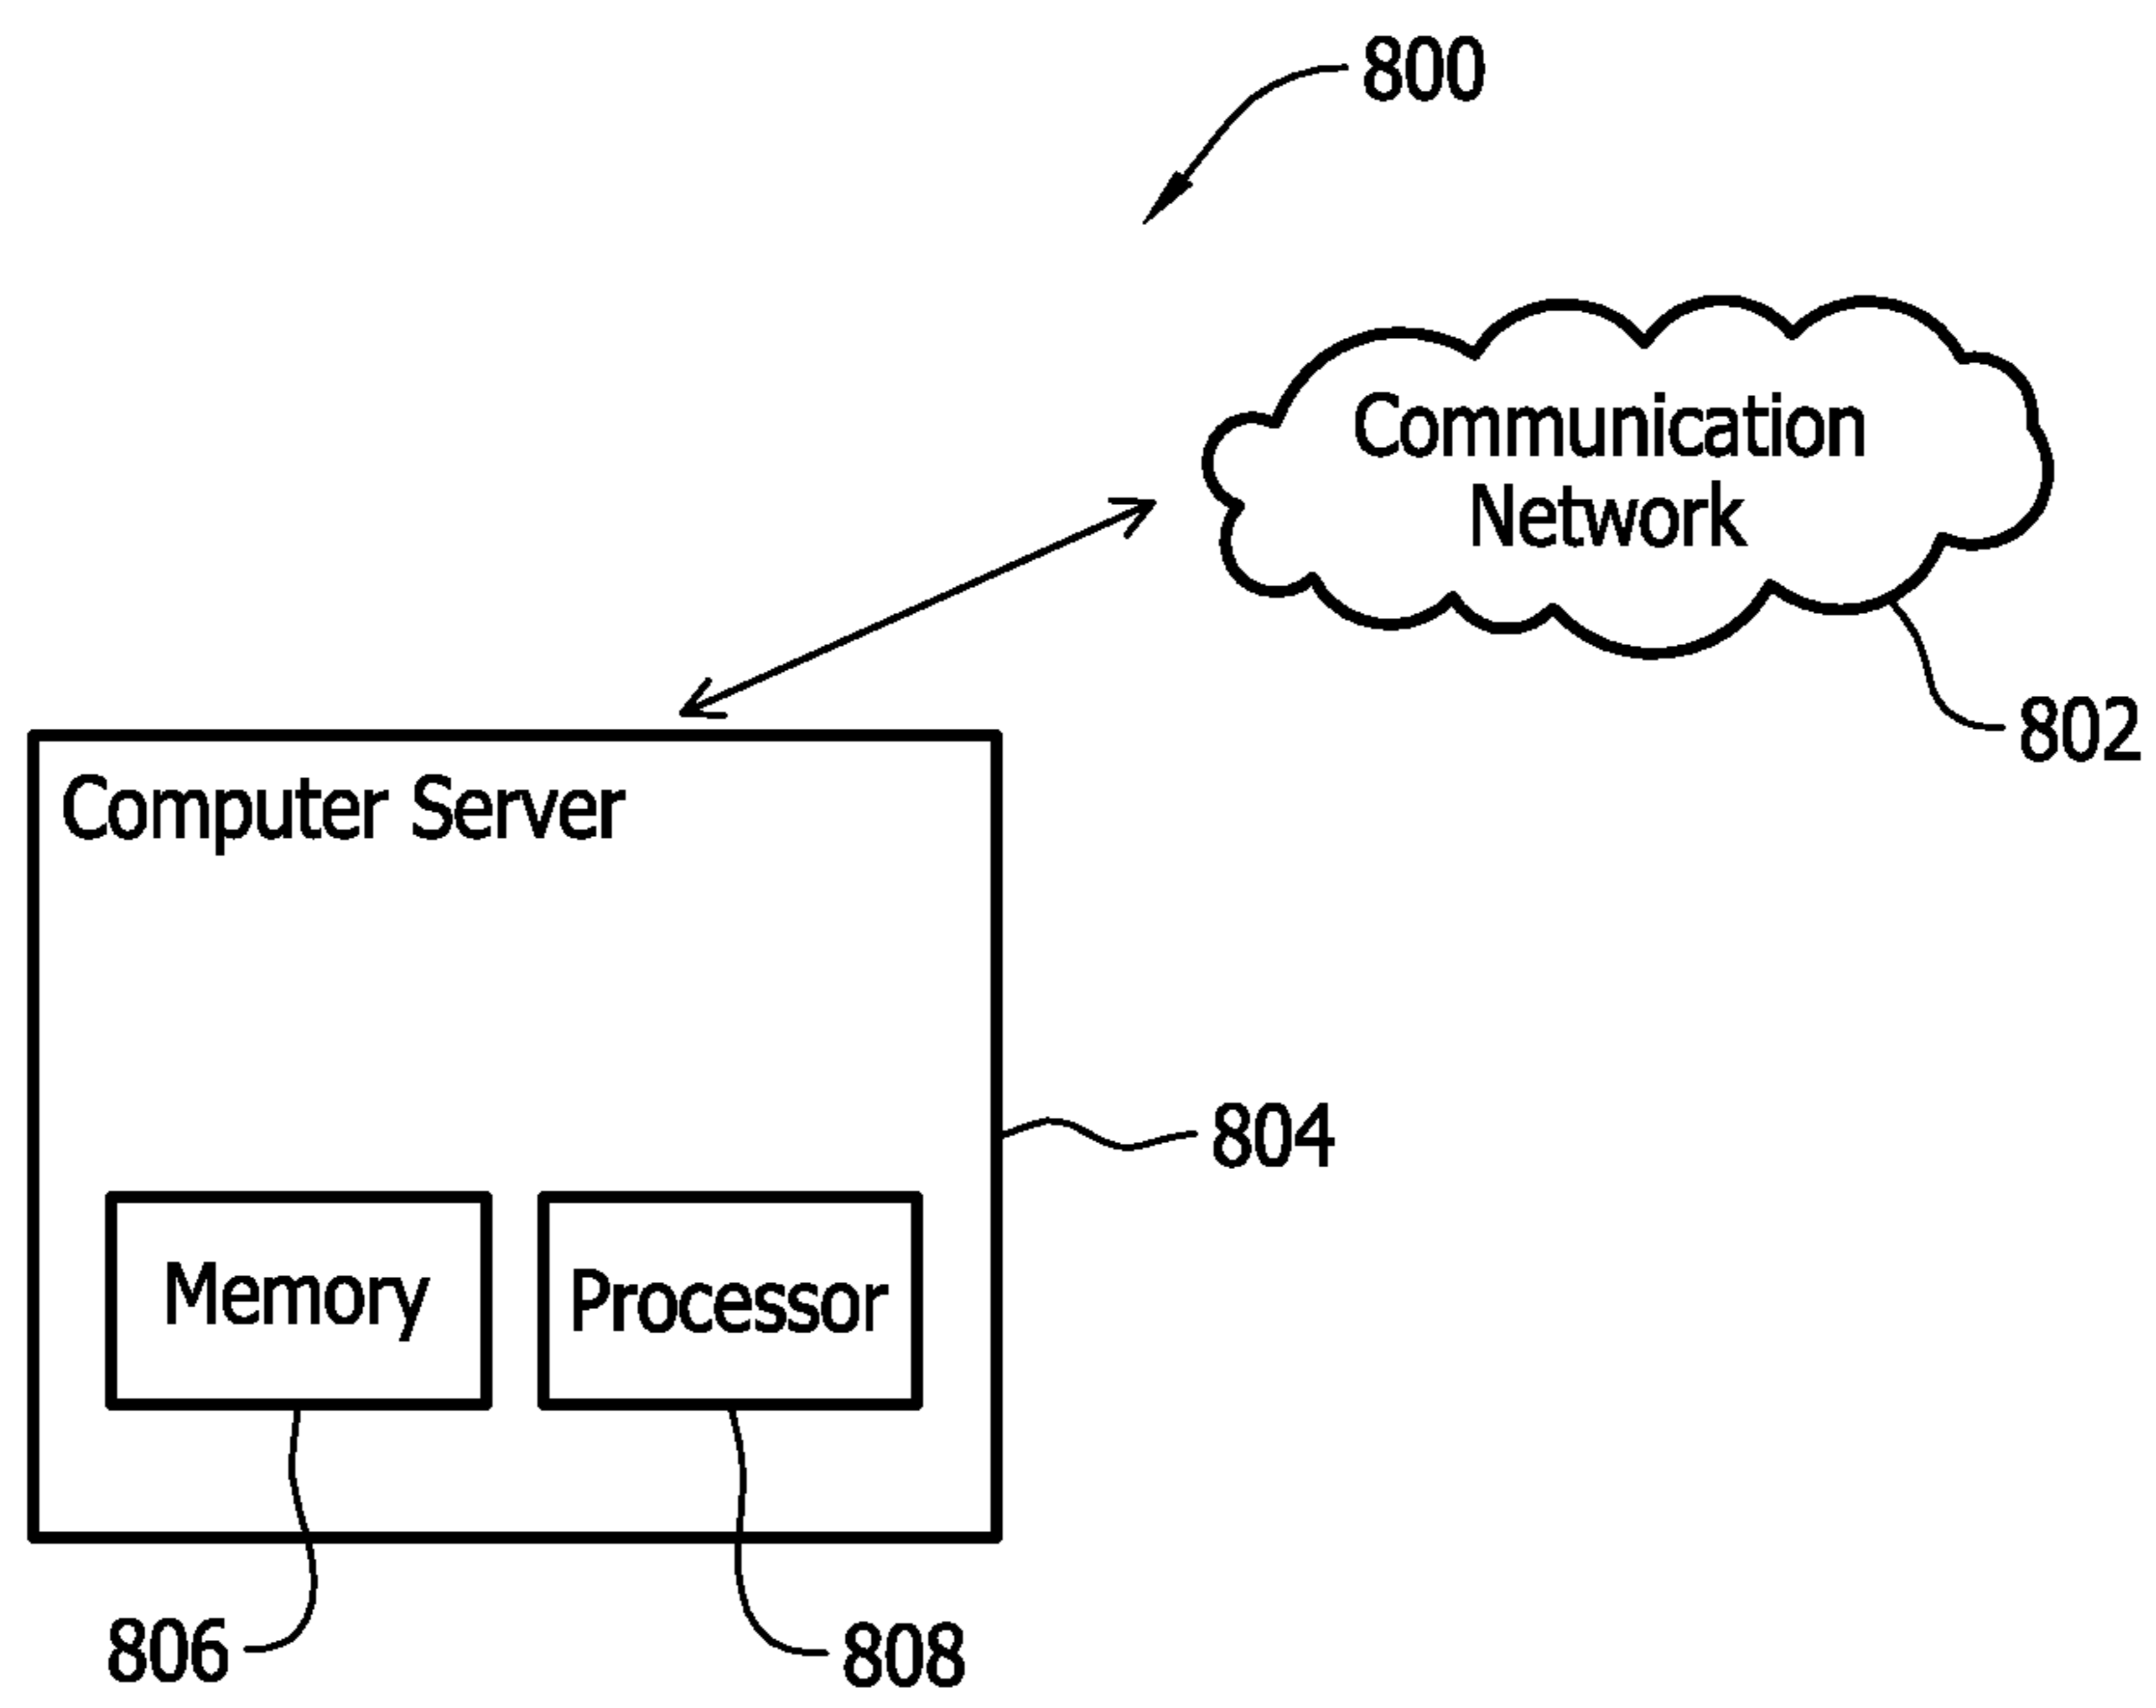 800
Communication
Network
802
Computer Server
804
Memory
Processor
806
808